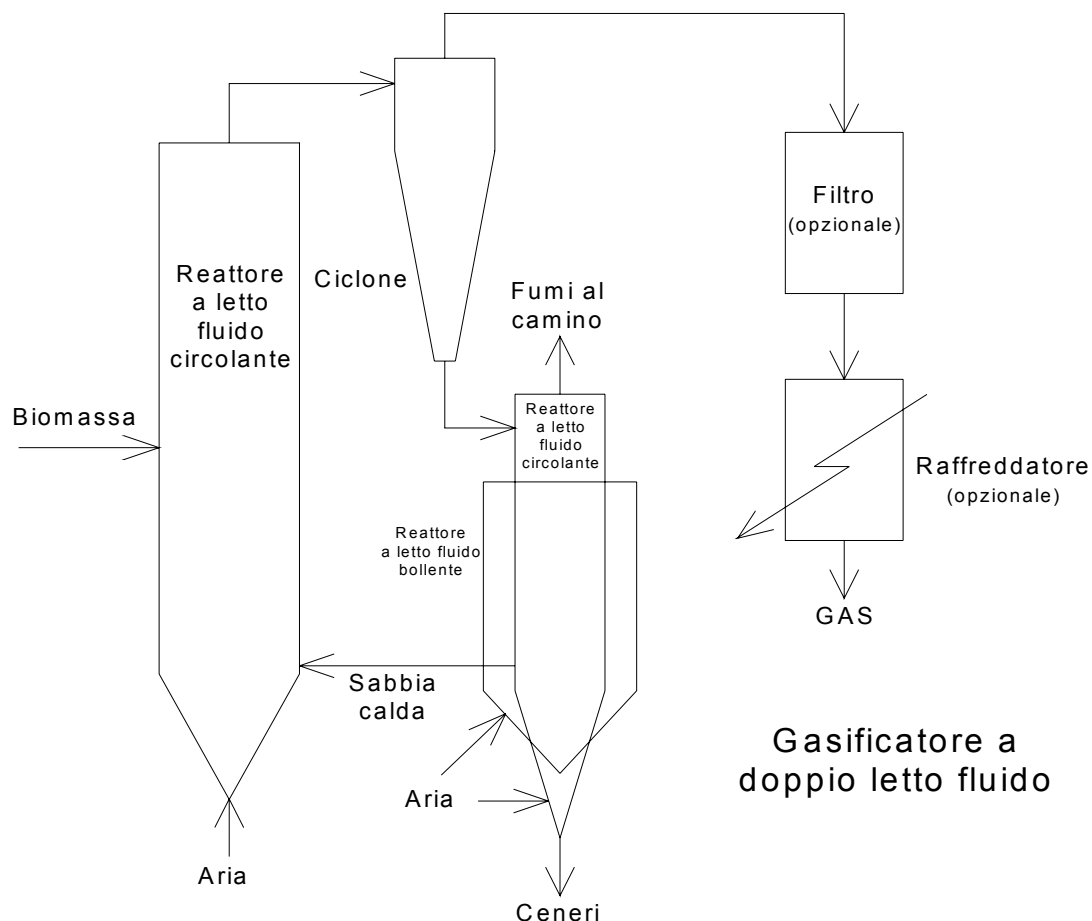 Filtro
(opzionale)
Reattore
a letto
fluido
circolante
Ciclone
Fumi al
camino
Biomassa
Reattore
a letto
fluido
circolante
Raffreddatore
(opzionale)
Reattore
a letto fluido
bollente
GAS
Sabbia
calda
Gasificatore a
doppio letto fluido
Aria
Aria
Ceneri